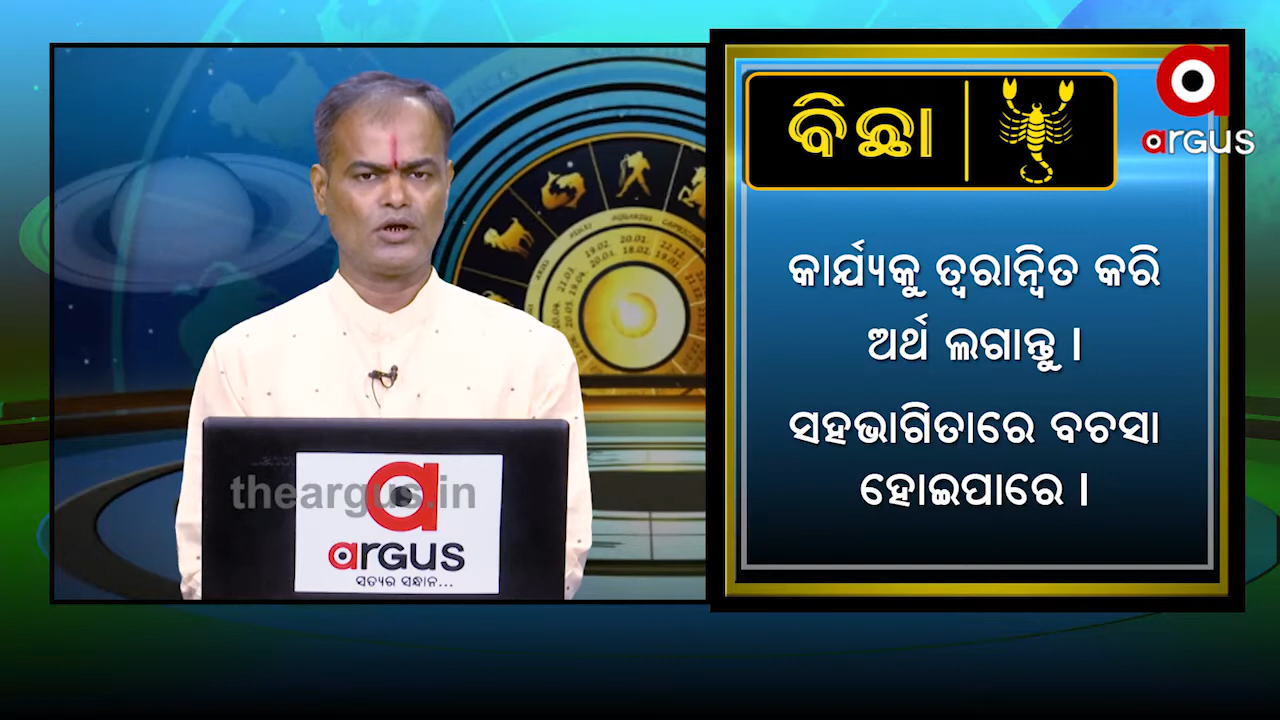 ବିଛା
argus
କାର୍ଯ୍ୟକୁ ତ୍ୱରାନ୍ୱିତ କରି
ଅର୍ଥ ଲଗାନ୍ତୁ ।
ସହଭାଗିତାରେ ବଚସା
ହୋଇପାରେ ।
theargus.in
argus
ସତ୍ୟର ସନ୍ଧାନ...